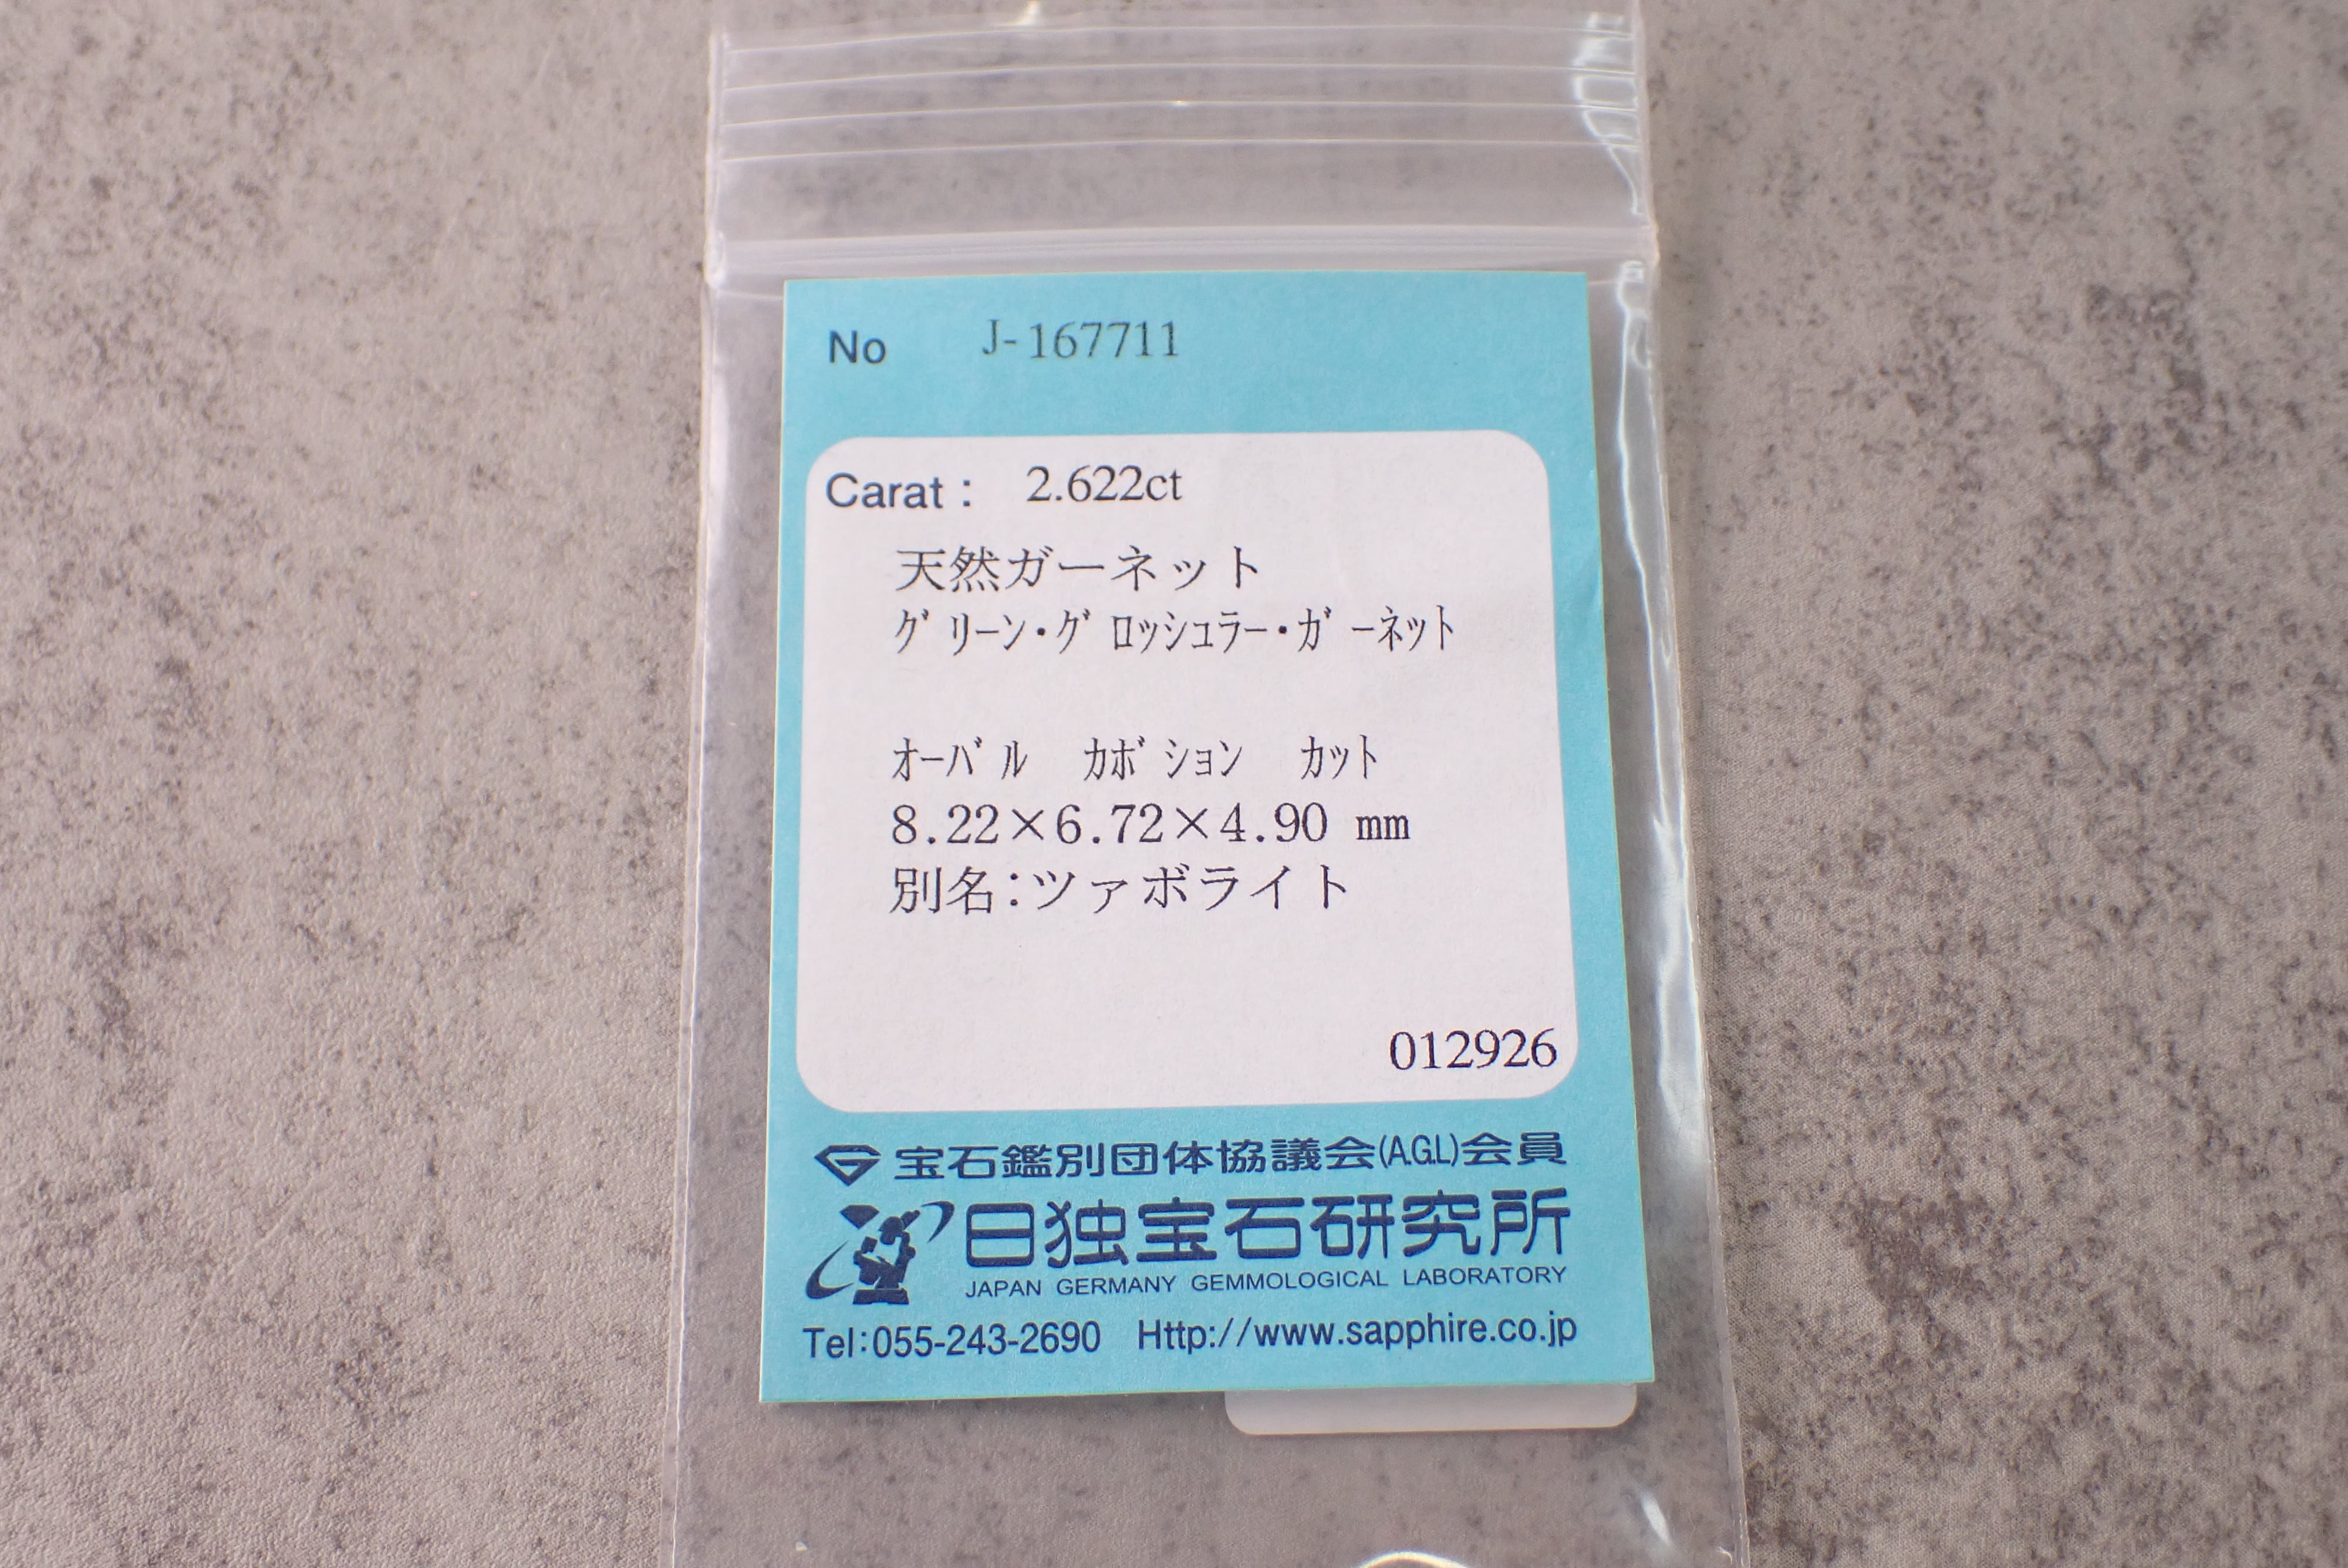 No J-167711
Carat : 2.622ct
天然ガーネット
ｸﾞﾘｰﾝ・ｸﾞﾛｯｼｭﾗｰ・ｶﾞｰﾈｯﾄ
ｵｰﾊﾞﾙ ｶﾎﾞｼｮﾝ ｶｯﾄ
8.22×6.72×4.90 mm
別名:ツァボライト
012926
宝石鑑別団体協議会(A.G.L)会員
日独宝石研究所
JAPAN GERMANY GEMMOLOGICAL LABORATORY
Tel:055-243-2690 Http://www.sapphire.co.jp